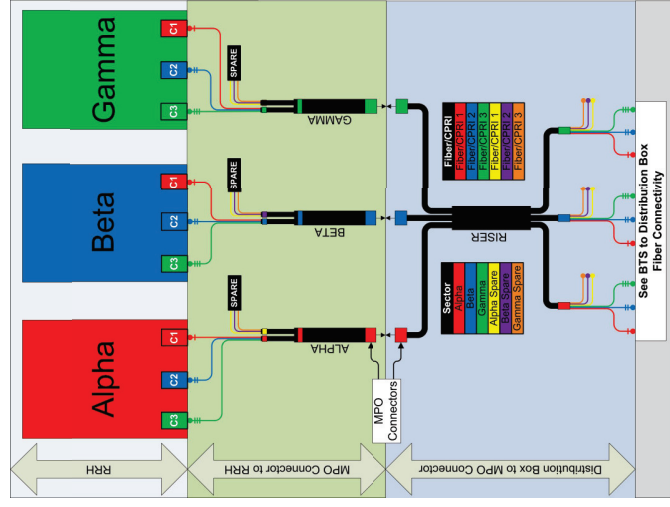 Alpha
Beta
Gamma
C3
C2
C1
C3
C2
C1
C3
C2
C1
SPARE
SPARE
SPARE
ALPHA
BETA
GAMMA
MPO
Connectors
RISER
Sector
Alpha
Beta
Gamma
Alpha Spare
Beta Spare
Gamma Spare
Fiber/CPRI
Fiber/CPRI 1
Fiber/CPRI 2
Fiber/CPRI 3
Fiber/CPRI 1
Fiber/CPRI 2
Fiber/CPRI 3
See BTS to Distriburion Box
Fiber Connectivity
RRH
MPO Connector to RRH
Distribution Box to MPO Connector